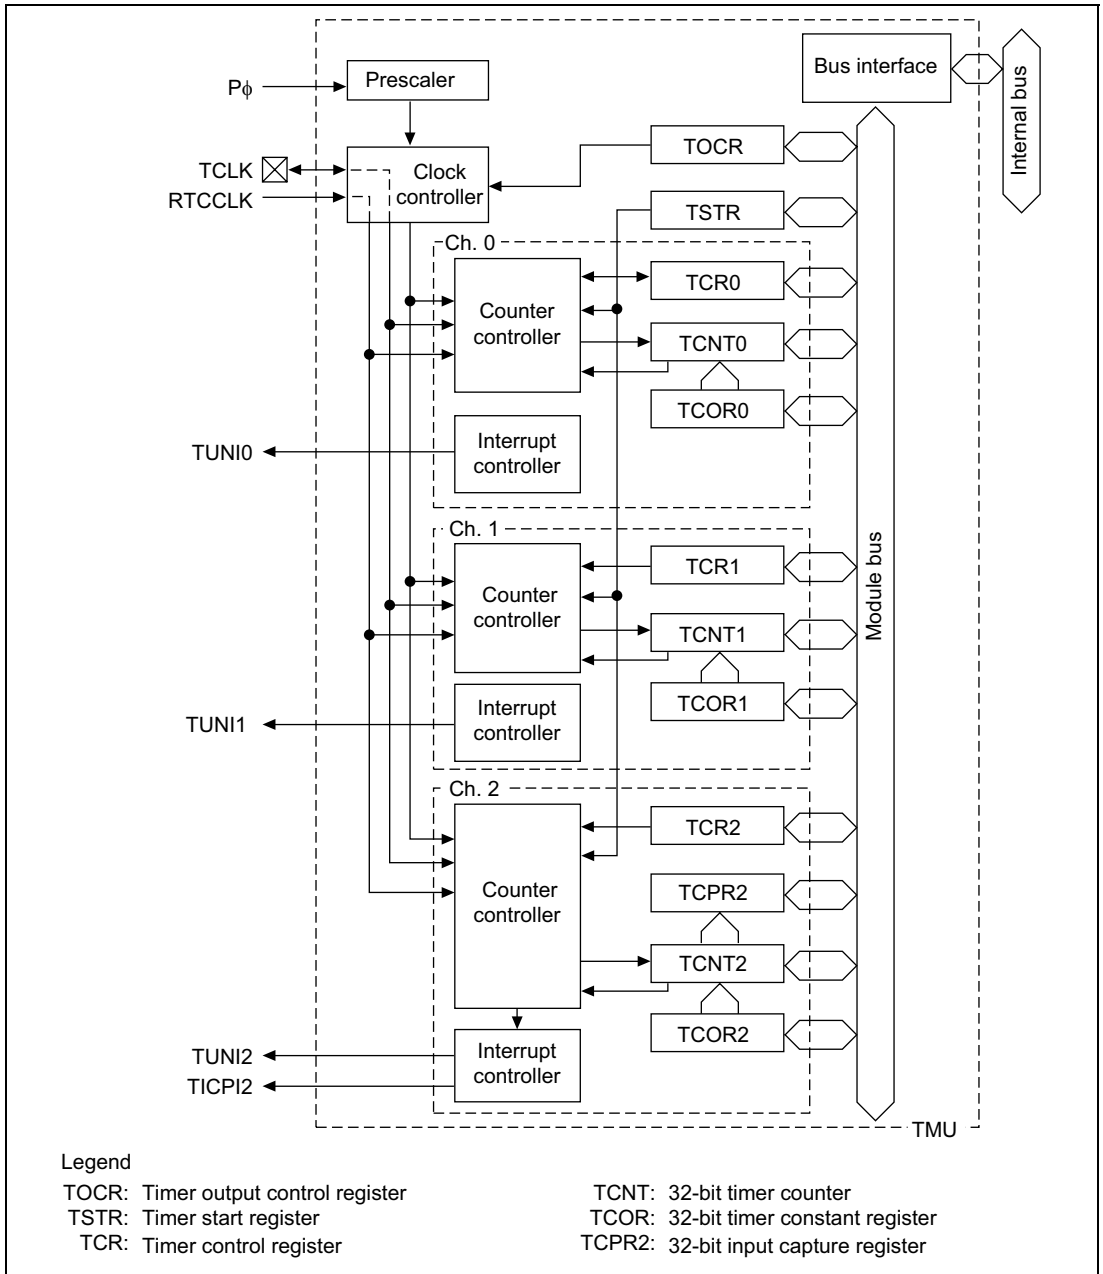 Bus interface
Internal bus
Pϕ
Prescaler
TCLK
RTCCLK
Clock
controller
TOCR
TSTR
Ch. 0
Counter
controller
TCR0
TCNT0
TCOR0
TUNI0
Interrupt
controller
Ch. 1
Counter
controller
TCR1
TCNT1
TCOR1
Module bus
TUNI1
Interrupt
controller
Ch. 2
Counter
controller
TCR2
TCPR2
TCNT2
TCOR2
TUNI2
TICPI2
Interrupt
controller
TMU
Legend
TOCR: Timer output control register
TSTR: Timer start register
TCR: Timer control register
TCNT: 32-bit timer counter
TCOR: 32-bit timer constant register
TCPR2: 32-bit input capture register